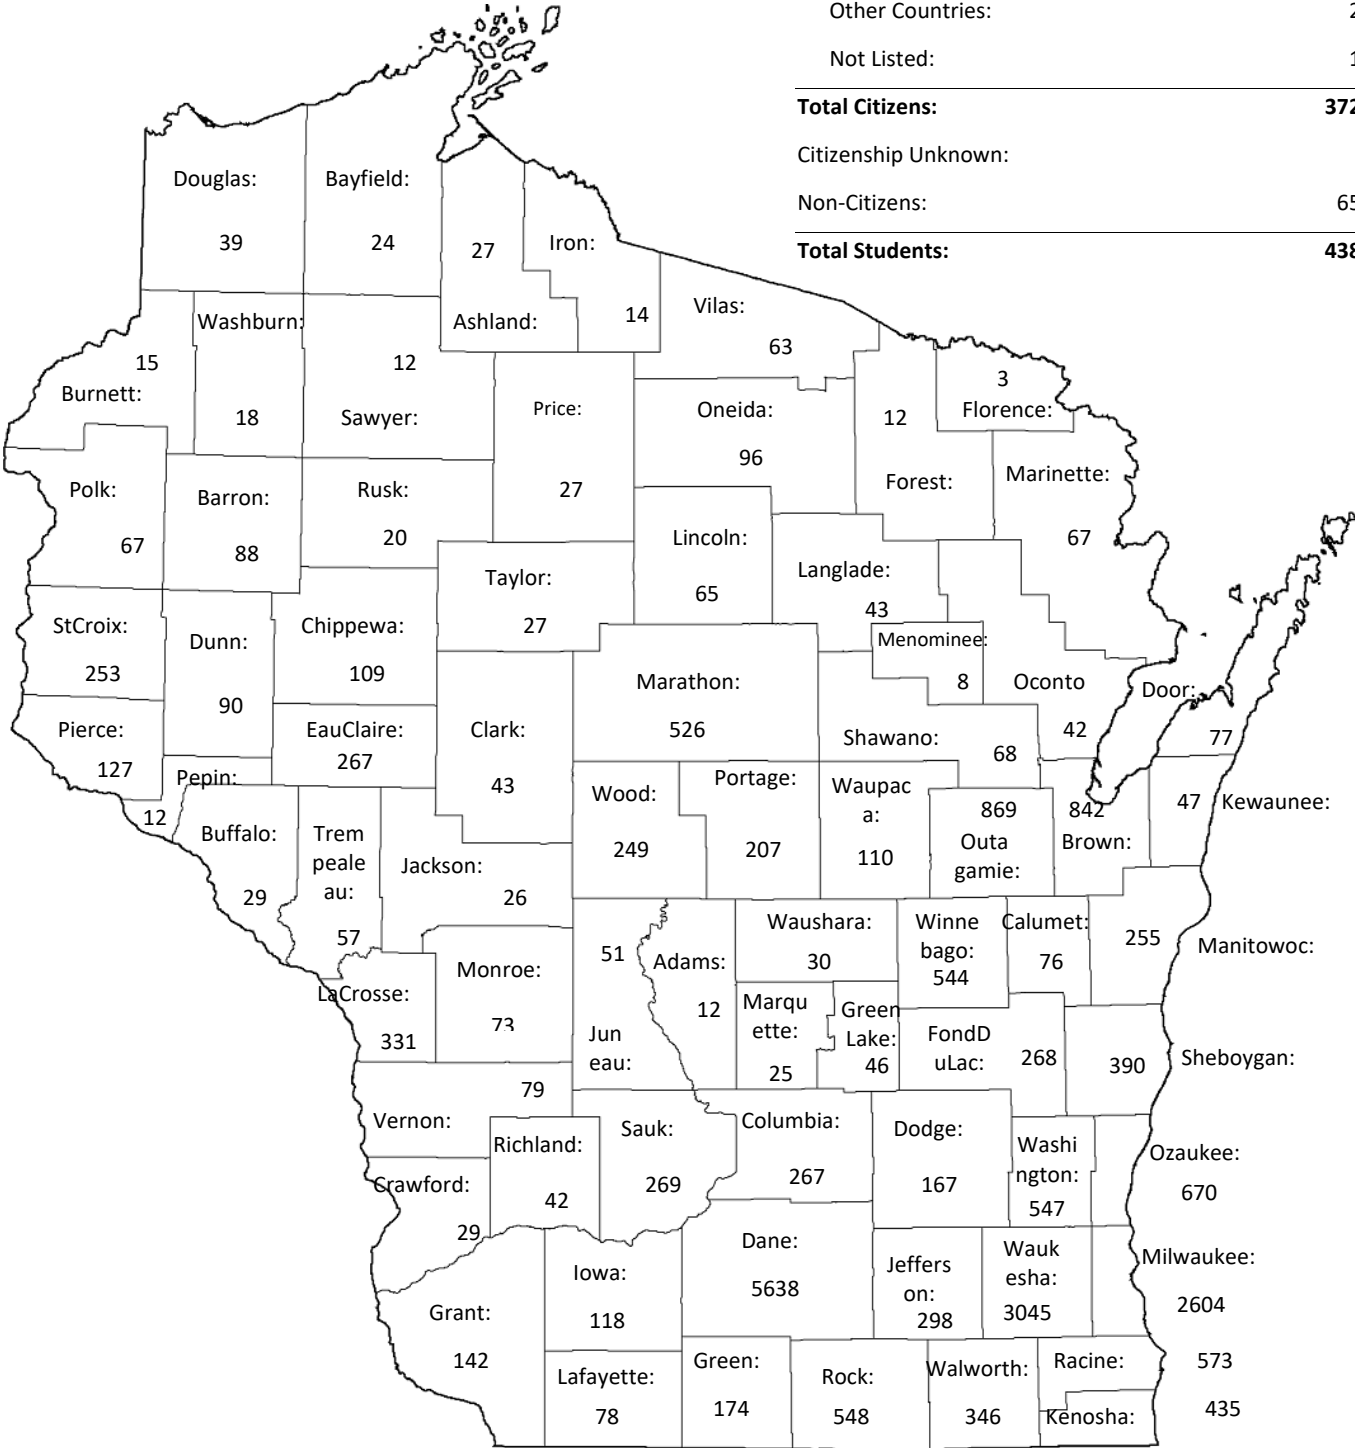 Other Countries: 2
Not Listed: 1
Total Citizens: 372
Citizenship Unknown:
Non-Citizens: 65
Total Students: 438
Douglas:
39
Bayfield:
24
27
Ashland:
Iron:
14
Vilas:
63
Washburn:
18
15
Burnett:
12
Sawyer:
Price:
27
Oneida:
96
12
Forest:
3
Florence:
Marinette:
67
Polk:
67
Barron:
88
Rusk:
20
Lincoln:
65
Langlade:
43
Taylor:
27
StCroix:
253
Dunn:
90
Chippewa:
109
Menominee:
8
Marathon:
526
Oconto
42
Door:
77
Pierce:
127
EauClaire:
267
Clark:
43
Shawano:
68
Pepin:
12
Wood:
249
Portage:
207
Waupac
a:
110
869
Outa
gamie:
842
Brown:
47 Kewaunee:
Buffalo:
29
Trem
peale
au:
57
Jackson:
26
51
Jun
eau:
Adams:
12
Waushara:
30
Winne
bago:
544
Calumet:
76
255
Manitowoc:
LaCrosse:
331
Monroe:
73
Marqu
ette:
25
Green
Lake:
46
FondD
uLac:
268
390
Sheboygan:
79
Vernon:
Richland:
42
Sauk:
269
Columbia:
267
Dodge:
167
Washi
ngton:
547
Ozaukee:
670
Crawford:
29
Dane:
5638
Jeffers
on:
298
Wauk
esha:
3045
Milwaukee:
2604
Iowa:
118
Grant:
142
Lafayette:
78
Green:
174
Rock:
548
Walworth:
346
Racine: 573
Kenosha: 435